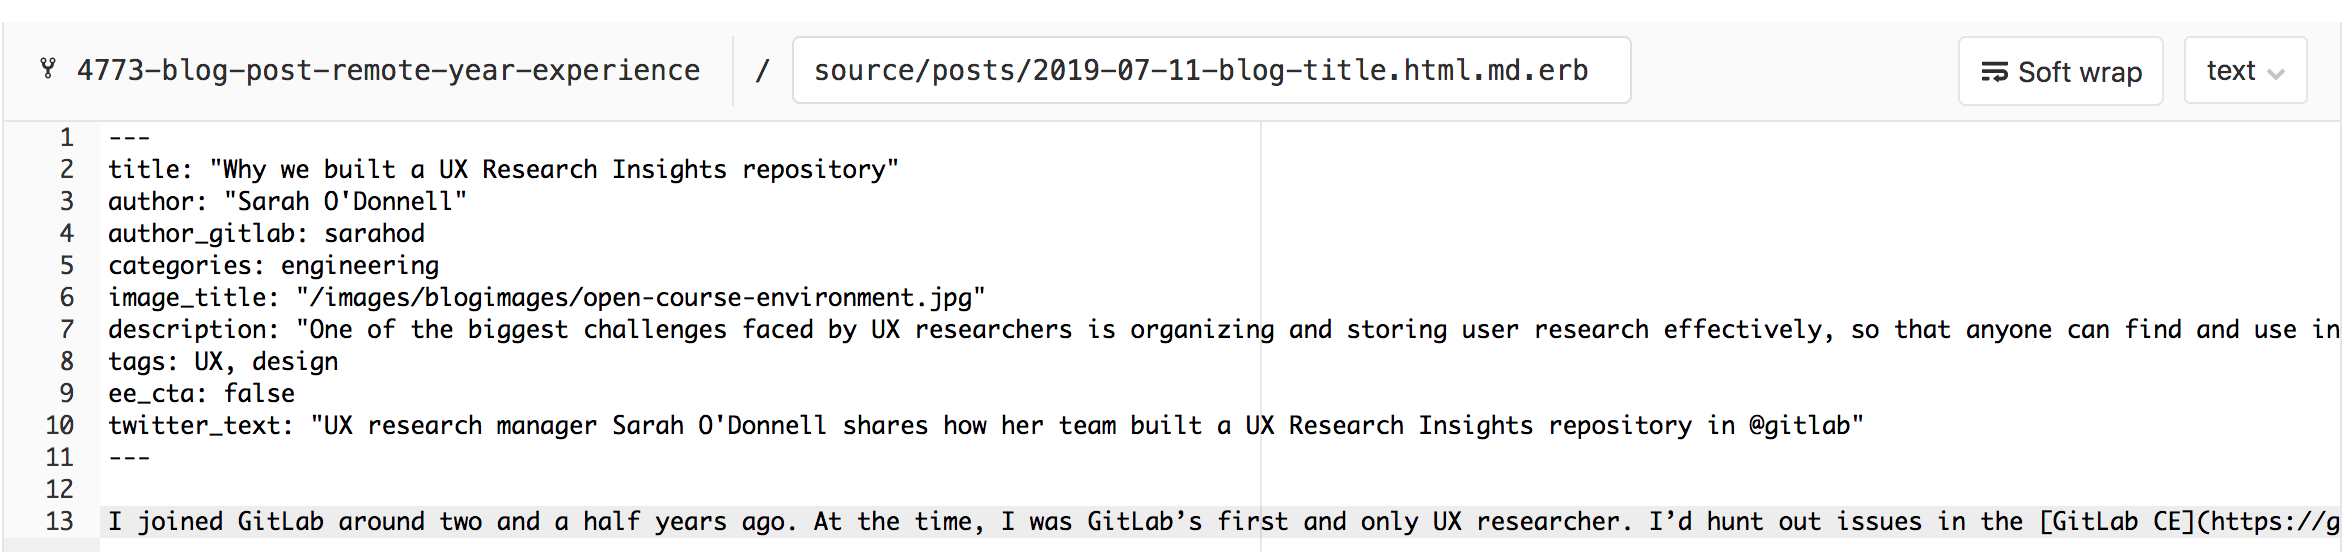 4773-blog-post-remote-year-experience / source/posts/2019-07-11-blog-title.html.md.erb Soft wrap text
1 ---
2 title: "Why we built a UX Research Insights repository"
3 author: "Sarah O'Donnell"
4 author_gitlab: sarahod
5 categories: engineering
6 image_title: "/images/blogimages/open-course-environment.jpg"
7 description: "One of the biggest challenges faced by UX researchers is organizing and storing user research effectively, so that anyone can find and use in
8 tags: UX, design
9 ee_cta: false
10 twitter_text: "UX research manager Sarah O'Donnell shares how her team built a UX Research Insights repository in @gitlab"
11 ---
12
13 I joined GitLab around two and a half years ago. At the time, I was GitLab’s first and only UX researcher. I’d hunt out issues in the [GitLab CE](https://g